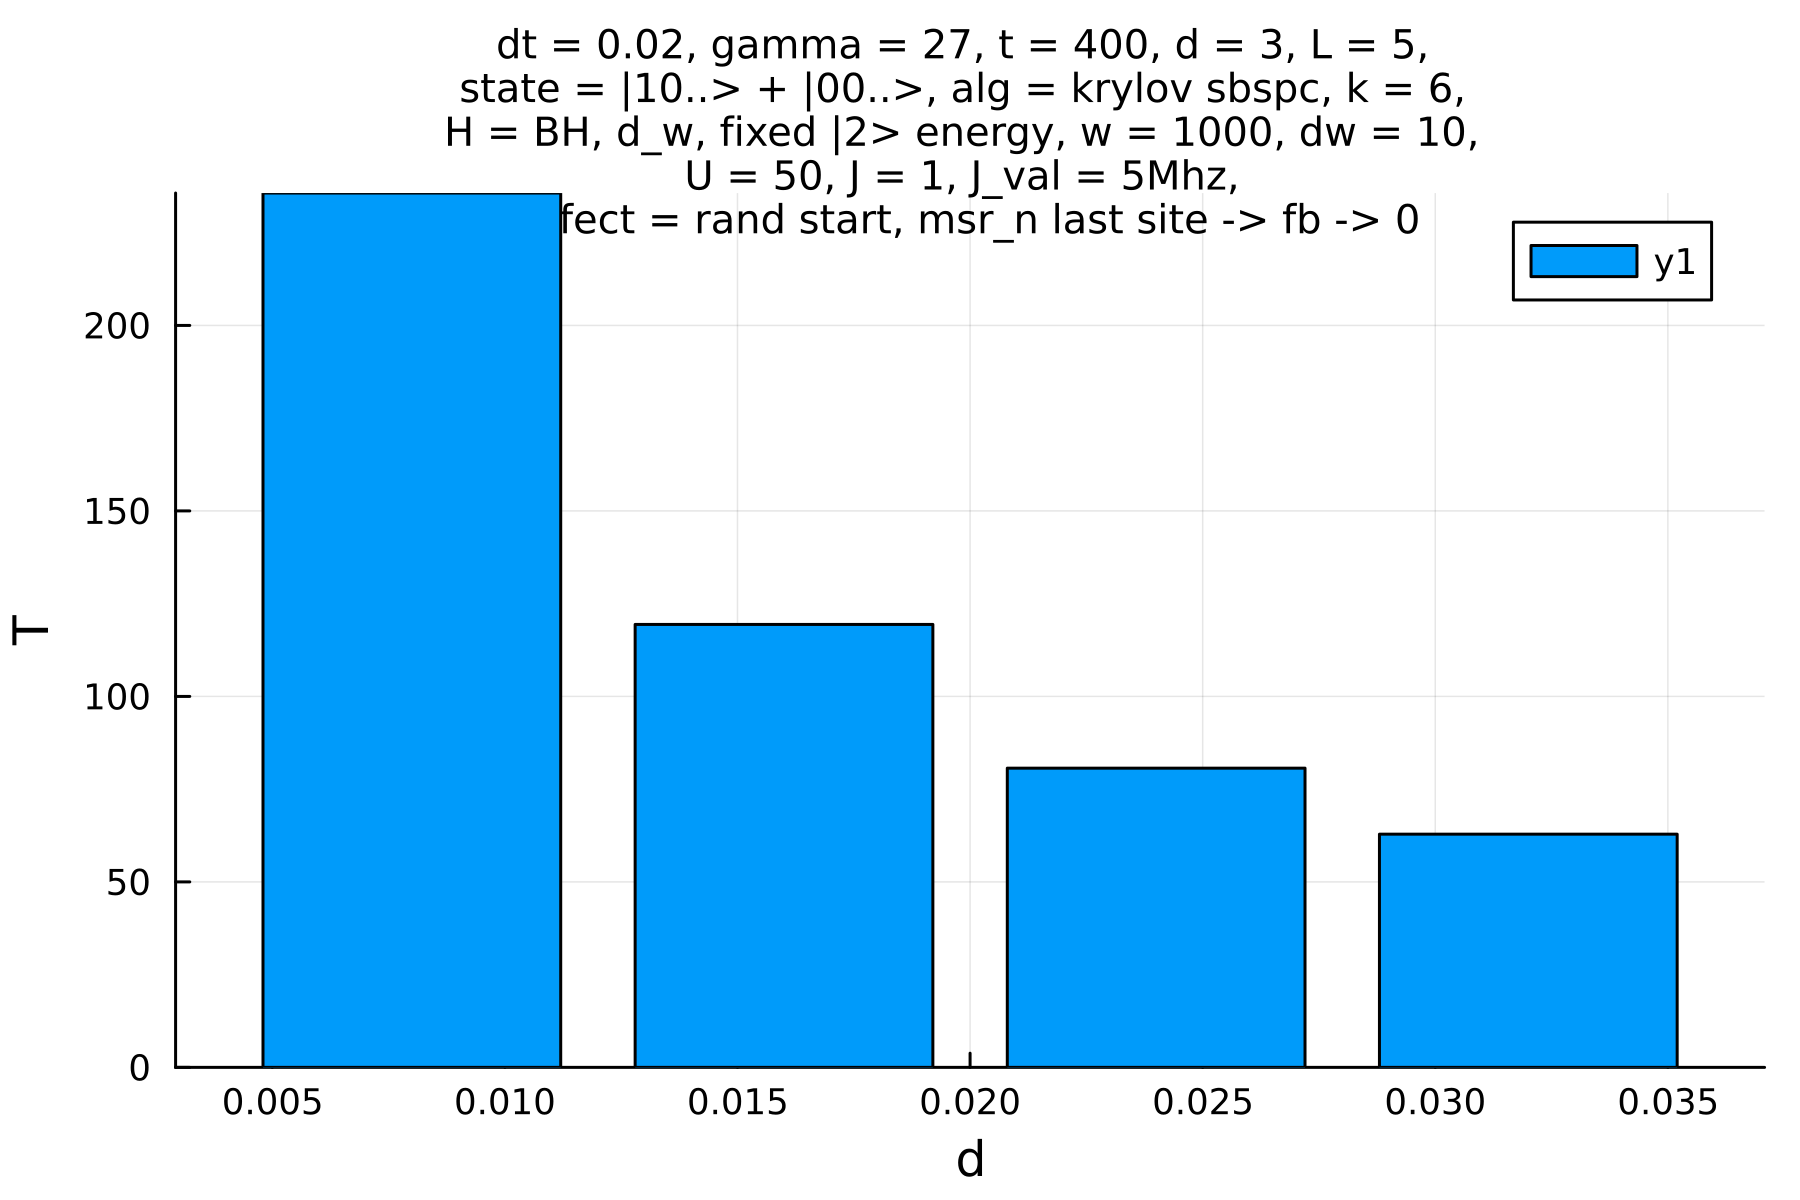 dt = 0.02, gamma = 27, t = 400, d = 3, L = 5,
state = |10..> + |00..>, alg = krylov sbspc, k = 6,
H = BH, d_w, fixed |2> energy, w = 1000, dw = 10,
U = 50, J = 1, J_val = 5Mhz,
= rand start, msr_n last site -> fb -> 0
y1
200
150
100
50
0
T
0.005 0.010 0.015 0.020 0.025 0.030 0.035
d